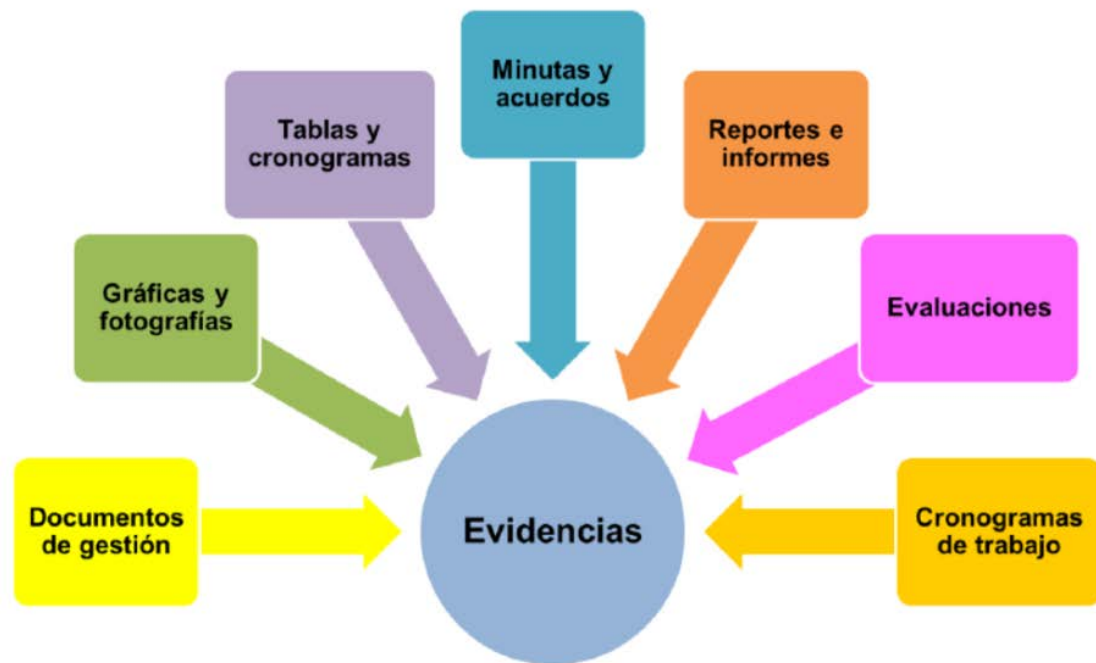 Minutas y
acuerdos
Tablas y
cronogramas
Reportes e
informes
Gráficas y
fotografías
Evaluaciones
Documentos
de gestión
Evidencias
Cronogramas
de trabajo